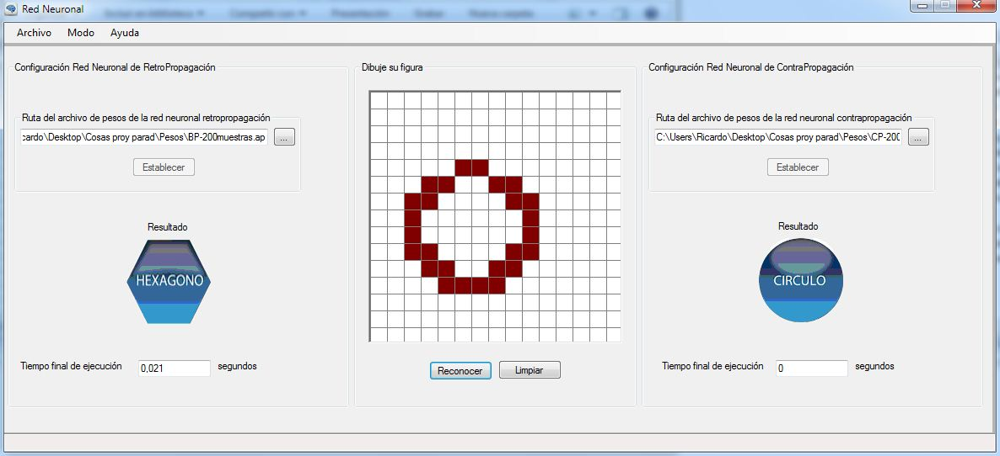 Red Neuronal
Archivo Modo Ayuda
Configuración Red Neuronal de RetroPropagación
Ruta del archivo de pesos de la red neuronal retropropagación
cardo\Desktop\Cosas proy parad\Pesos\BP-200muestras.ap ...
Establecer
Resultado
HEXAGONO
Tiempo final de ejecución 0,021 segundos
Dibuje su figura
Reconocer Limpiar
Configuración Red Neuronal de ContraPropagación
Ruta del archivo de pesos de la red neuronal contrapropagación
C:\Users\Ricardo\Desktop\Cosas proy parad\Pesos\CP-200 ...
Establecer
Resultado
CIRCULO
Tiempo final de ejecución 0 segundos